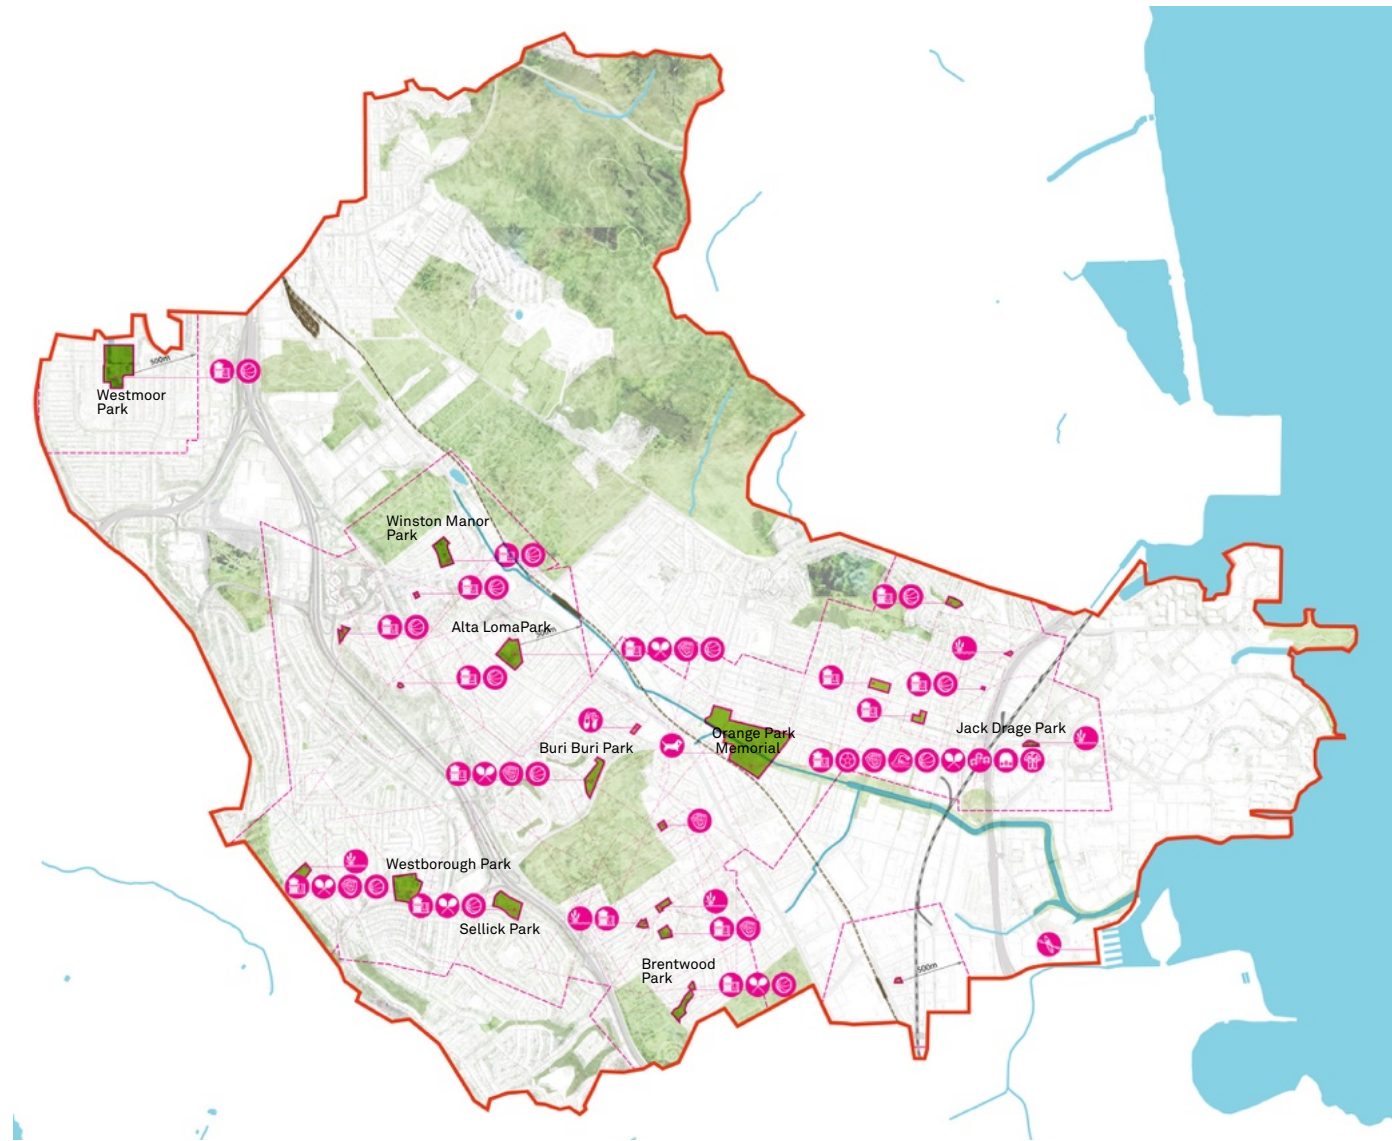 500m
Westmoor
Park
Winston Manor
Park
Alta LomaPark
500m
Orange Park
Memorial
Jack Drage Park
Buri Buri Park
Westborough Park
Sellick Park
Brentwood
Park
500m